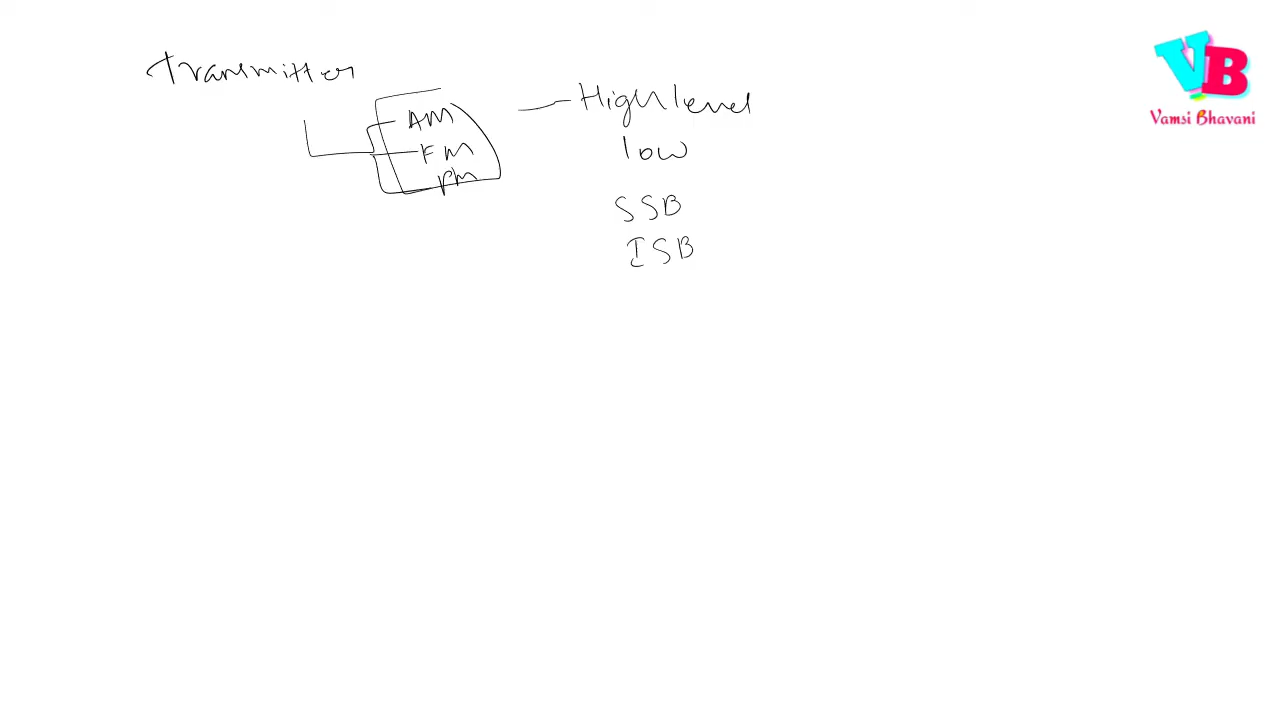 Transmitter
AM
FM
PM
High level
low
SSB
ISB
VB
Vamsi Bhavani